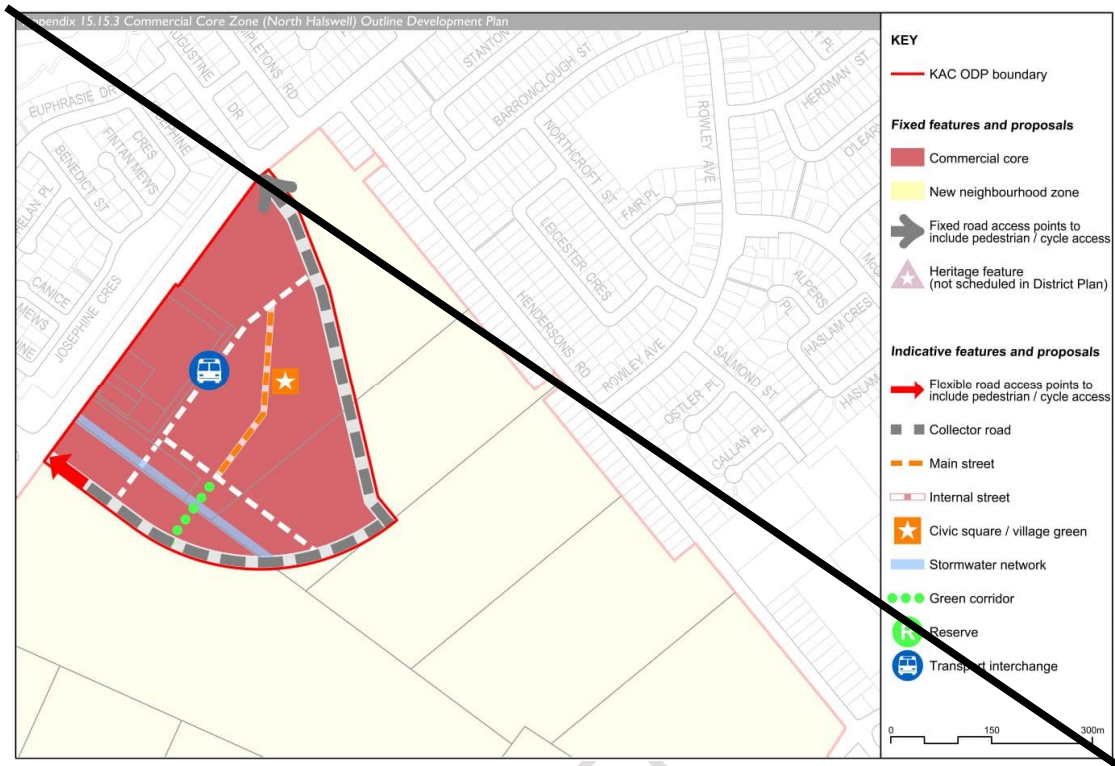 ppendix 15.15.3 Commercial Core Zone (North Halswell) Outline Development Plan
EUPHRASIE DR
AUGUSTINE
DR
RD
STANTON
BARROWCLOUGH ST
ROWLEY AVE
HERDMAN ST
FINTAN MEWS
CRES
BENEDICT ST
CANICE
MEWS
JOSEPHINE CRES
NORTHCROFT ST
FAIR PL
LEICESTER CRES
HENDERSONS RD
ROWLEY AVE
SALMOND ST
OSTLER
CALLAN PL
ALPERS
PL
HASLAM CRES
HASLAM
KEY
KAC ODP boundary
Fixed features and proposals
Commercial core
New neighbourhood zone
Fixed road access points to
include pedestrian / cycle access
Heritage feature
(not scheduled in District Plan)
Indicative features and proposals
Flexible road access points to
include pedestrian / cycle access
Collector road
Main street
Internal street
Civic square / village green
Stormwater network
Green corridor
R
Reserve
Transport interchange
0 150 300m